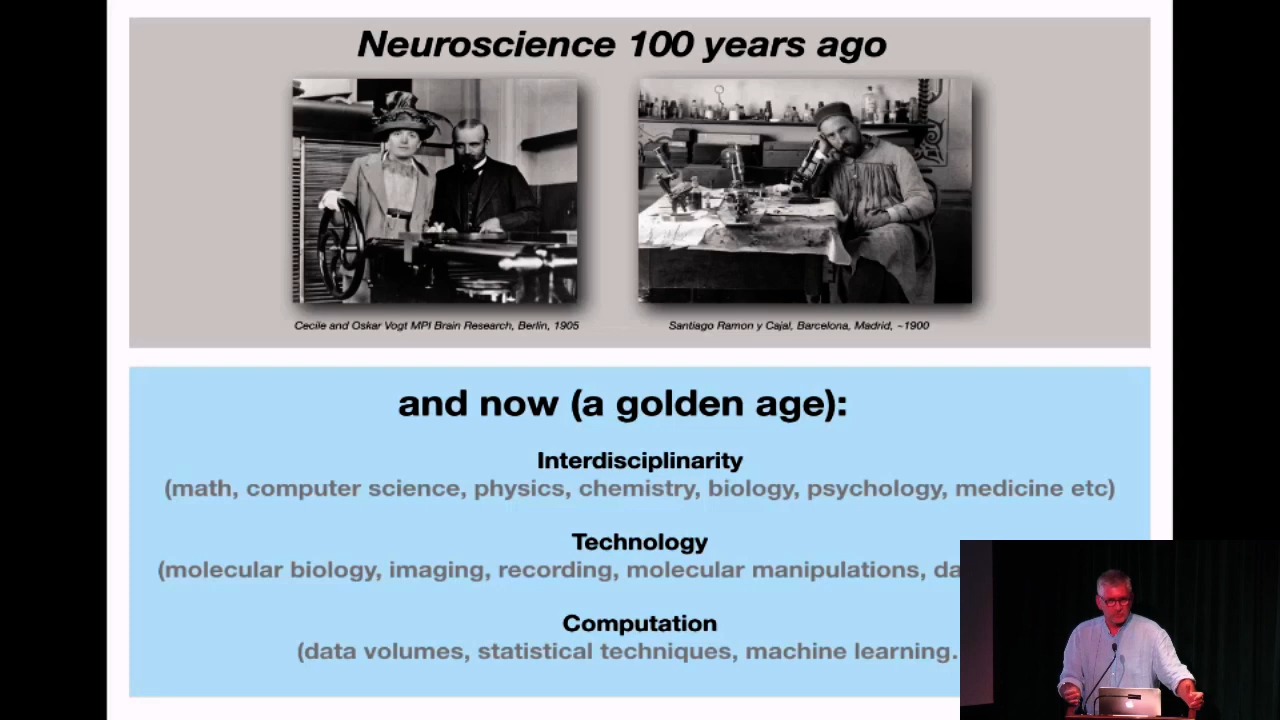 Neuroscience 100 years ago
Cecile and Oskar Vogt MPI Brain Research, Berlin, 1905
Santiago Ramon y Cajal, Barcelona, Madrid, ~1900
and now (a golden age):
Interdisciplinarity
(math, computer science, physics, chemistry, biology, psychology, medicine etc)
Technology
(molecular biology, imaging, recording, molecular manipulations, da
Computation
(data volumes, statistical techniques, machine learning.